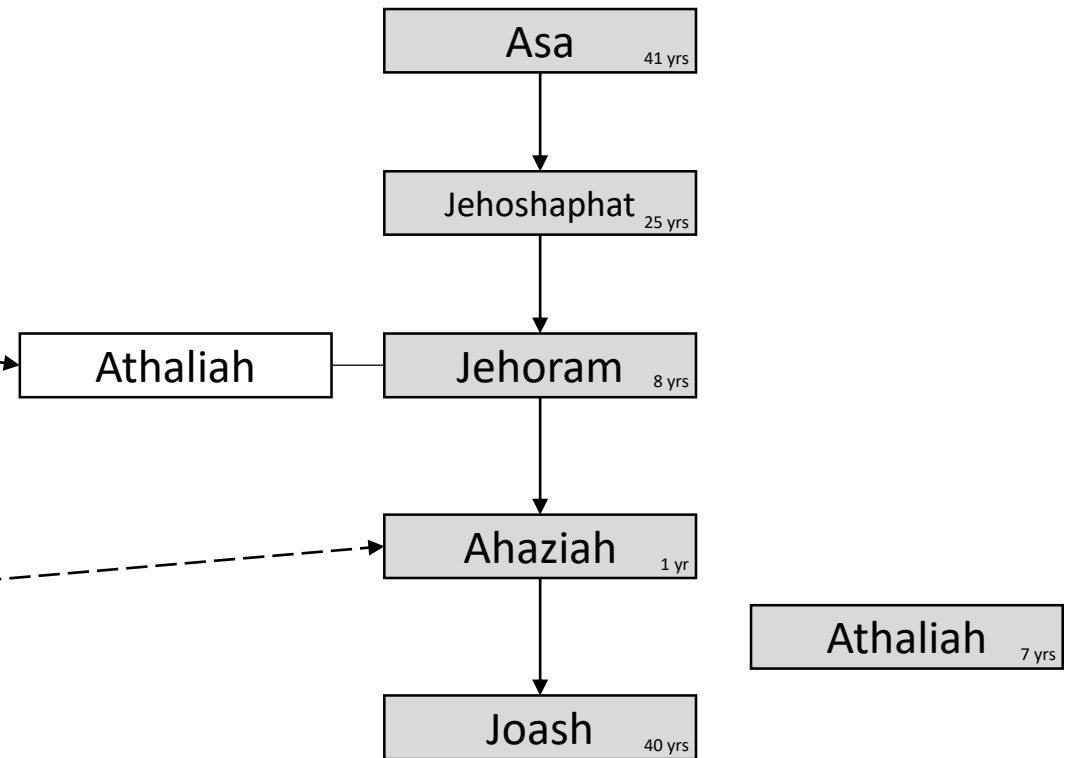 Asa
41 yrs
Jehoshaphat
25 yrs
Athaliah
Jehoram
8 yrs
Ahaziah
1 yr
Athaliah
7 yrs
Joash
40 yrs